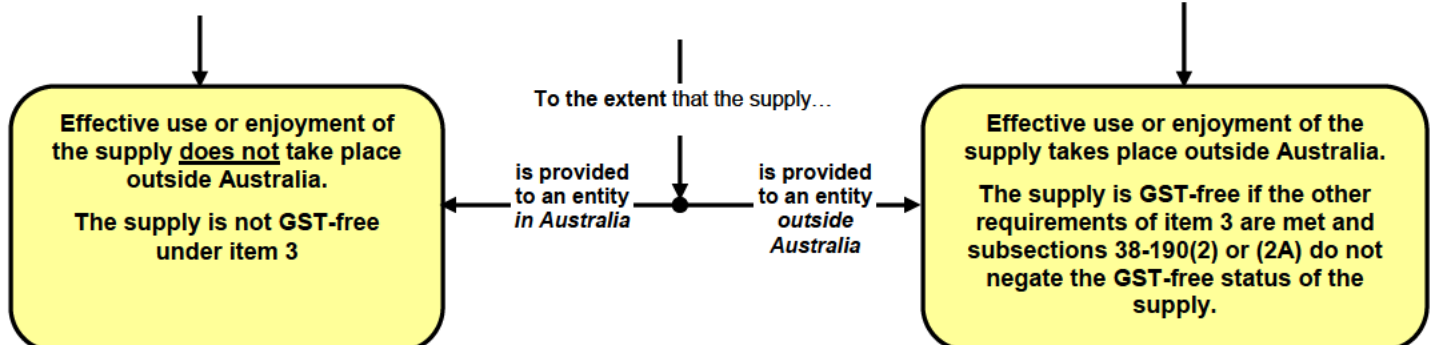 Effective use or enjoyment of
the supply does not take place
outside Australia.
The supply is not GST-free
under item 3
To the extent that the supply…
is provided
to an entity
in Australia
is provided
to an entity
outside
Australia
Effective use or enjoyment of the
supply takes place outside Australia.
The supply is GST-free if the other
requirements of item 3 are met and
subsections 38-190(2) or (2A) do not
negate the GST-free status of the
supply.